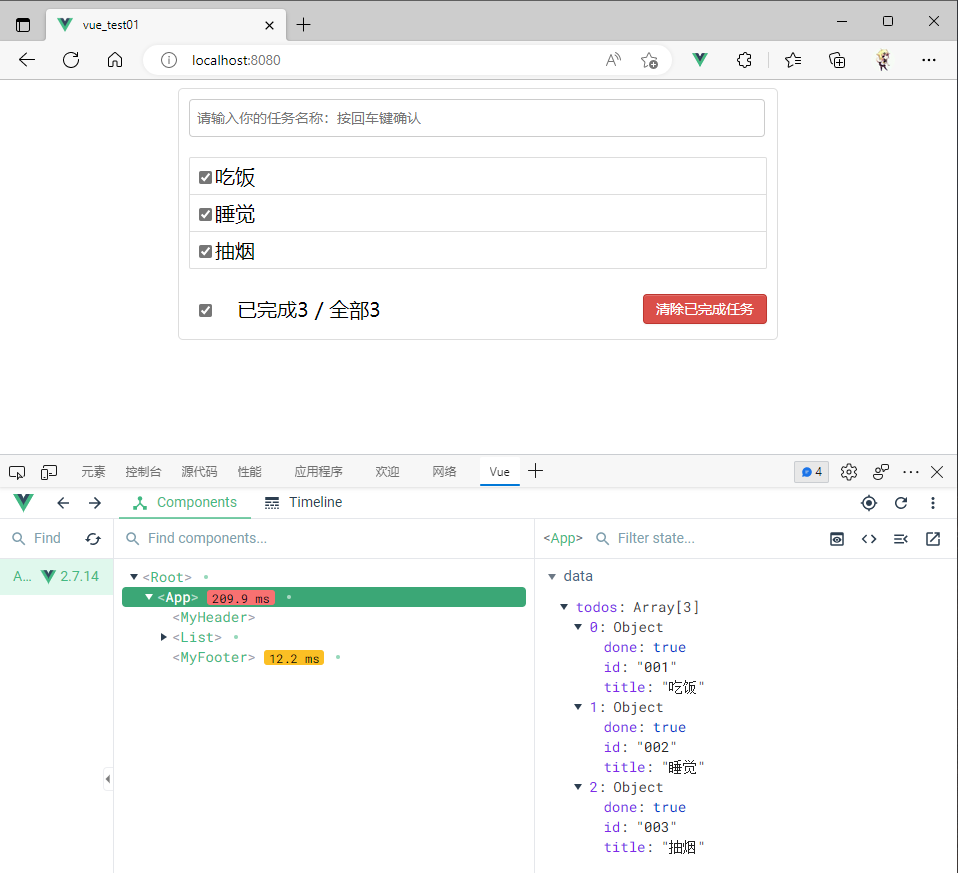 vue_test01
localhost:8080
请输入你的任务名称：按回车键确认
吃饭
睡觉
抽烟
已完成3 / 全部3
清除已完成任务
元素 控制台 源代码 性能 应用程序 欢迎 网络 Vue 4
Components Timeline
Find Find components... <App> Filter state...
A... 2.7.14
<Root>
<App> 209.9 ms
<MyHeader>
<List>
<MyFooter> 12.2 ms
data
todos: Array[3]
0: Object
done: true
id: "001"
title: "吃饭"
1: Object
done: true
id: "002"
title: "睡觉"
2: Object
done: true
id: "003"
title: "抽烟"